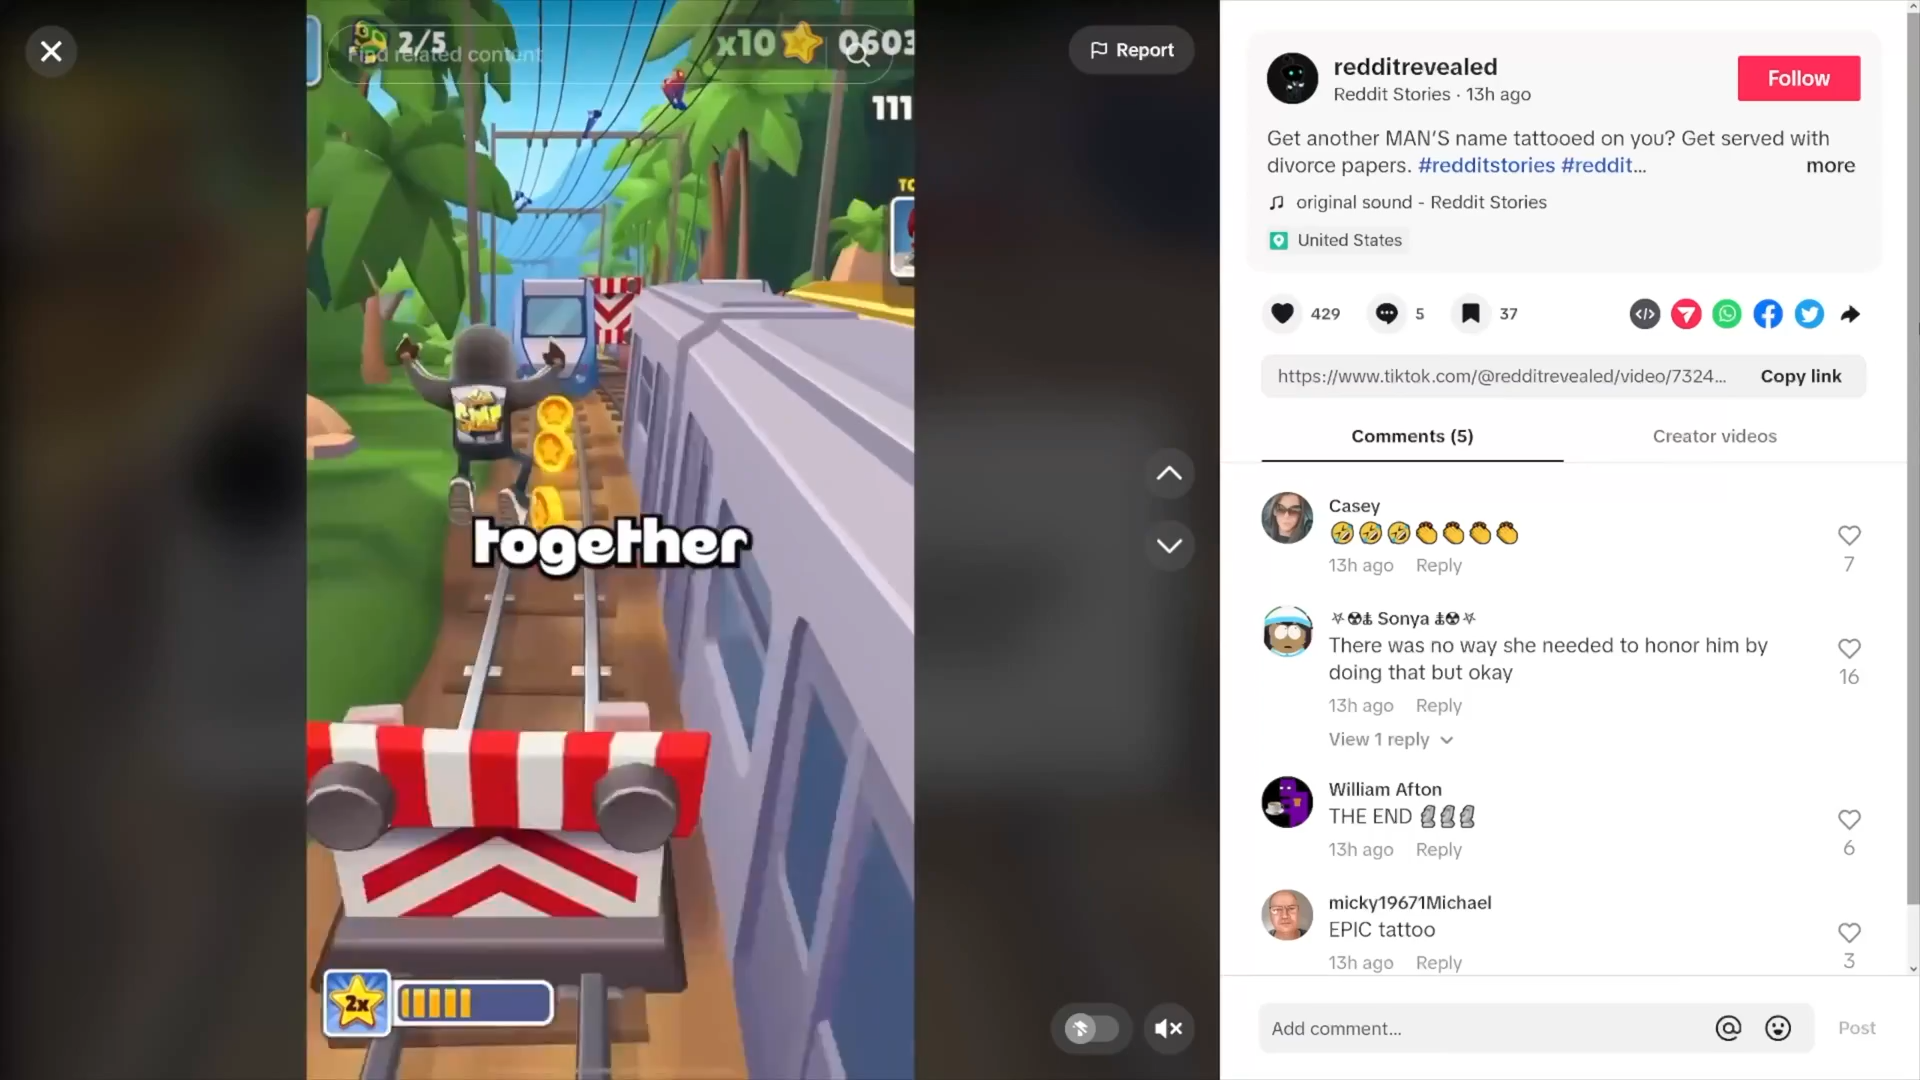 2/5
Find related content
x10
0603
111
together
2x
Report
redditrevealed
Reddit Stories · 13h ago
Follow
Get another MAN'S name tattooed on you? Get served with
divorce papers. #redditstories #reddit...
more
original sound - Reddit Stories
United States
429
5
37
https://www.tiktok.com/@redditrevealed/video/7324...
Copy link
Comments (5)
Creator videos
Casey
🤣🤣🤣👏👏👏👏
13h ago Reply
7
⛧☢⸸ Sonya ⸸☢⛧
There was no way she needed to honor him by
doing that but okay
16
13h ago Reply
View 1 reply
William Afton
THE END 🗿🗿🗿
13h ago Reply
6
micky19671Michael
EPIC tattoo
13h ago Reply
3
Add comment...
Post